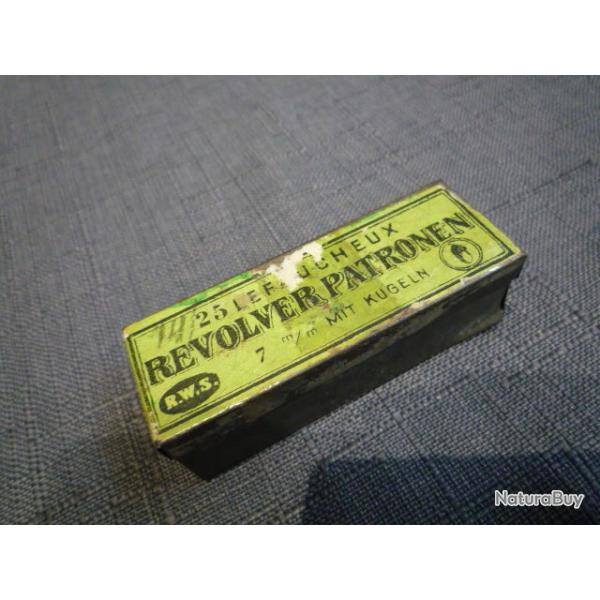 25 LEFAUCHEUX
REVOLVER PATRONEN
7 m/m MIT KUGELN
R.W.S.
NaturaBuy